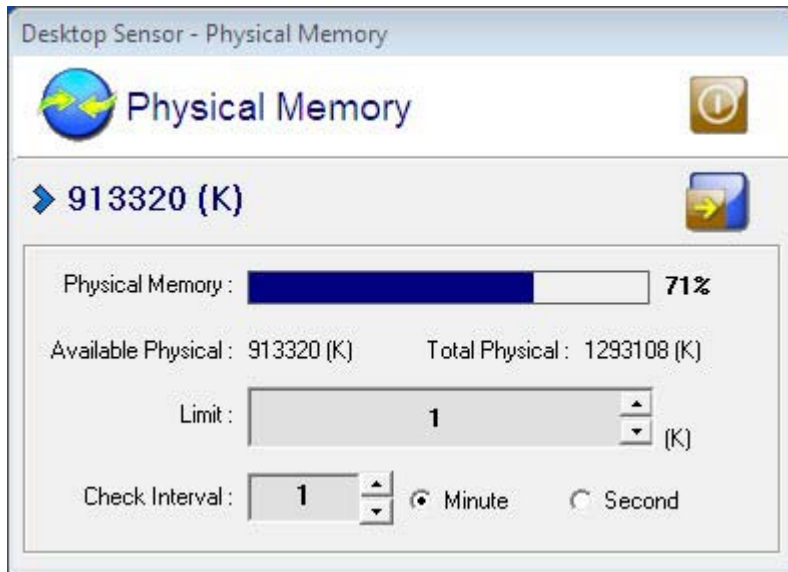 Desktop Sensor - Physical Memory
Physical Memory
913320 (K)
Physical Memory : 71%
Available Physical : 913320 (K) Total Physical : 1293108 (K)
Limit : 1 (K)
Check Interval : 1 Minute Second